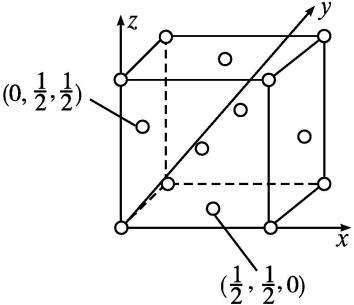 z
y
(0, 1/2, 1/2)
x
(1/2, 1/2, 0)